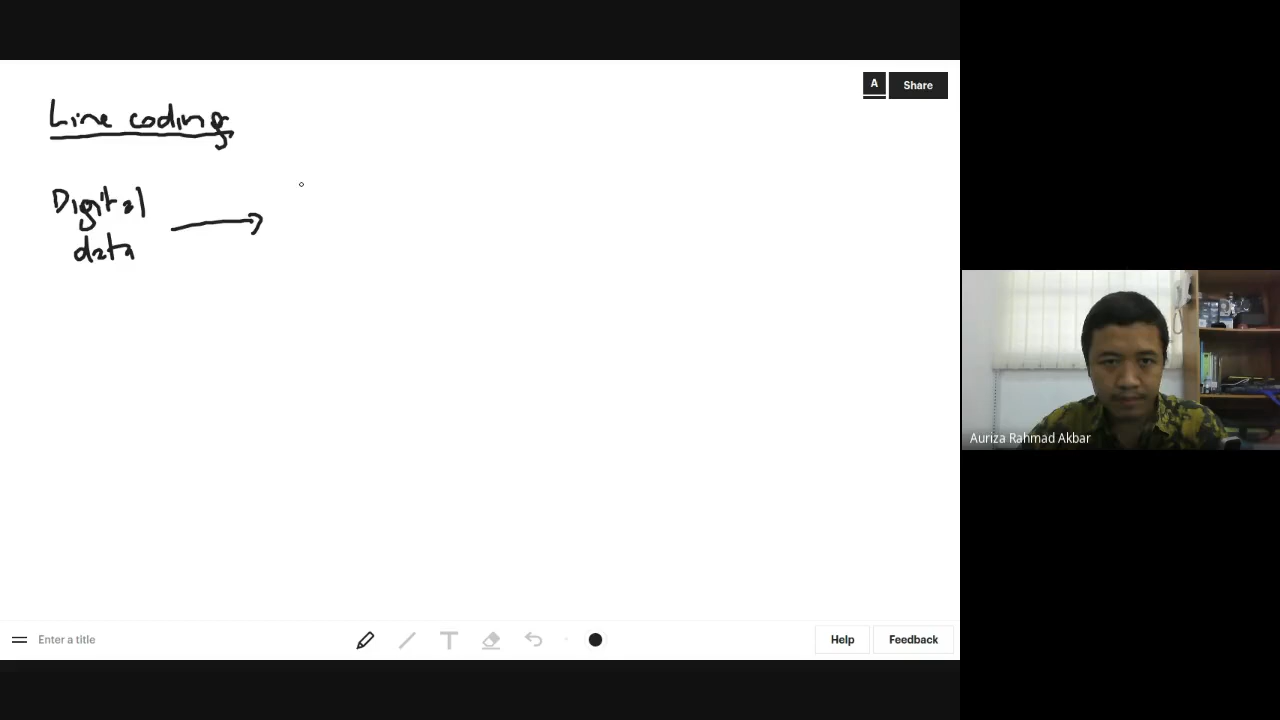 A
Share
Line coding
Digital
data
Auriza Rahmad Akbar
Enter a title
T
Help
Feedback